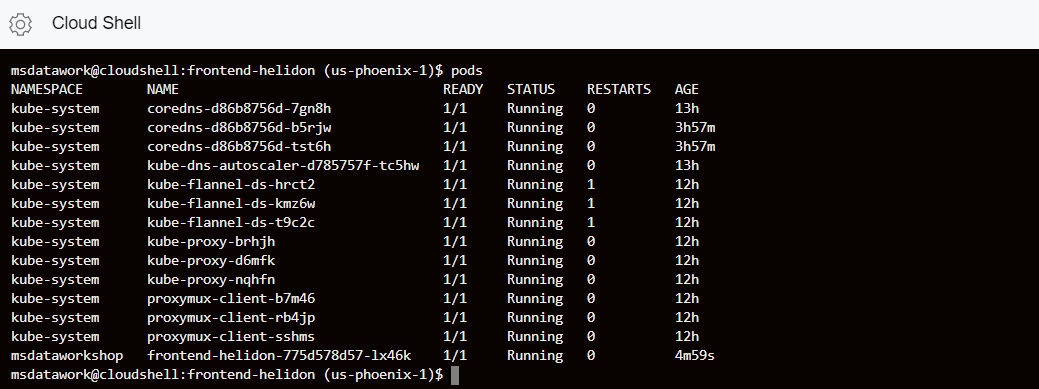 Cloud Shell
msdatawork@cloudshell:frontend-helidon (us-phoenix-1)$ pods
NAMESPACE NAME READY STATUS RESTARTS AGE
kube-system coredns-d86b8756d-7gn8h 1/1 Running 0 13h
kube-system coredns-d86b8756d-b5rjw 1/1 Running 0 3h57m
kube-system coredns-d86b8756d-tst6h 1/1 Running 0 3h57m
kube-system kube-dns-autoscaler-d785757f-tc5hw 1/1 Running 0 13h
kube-system kube-flannel-ds-hrct2 1/1 Running 1 12h
kube-system kube-flannel-ds-kmz6w 1/1 Running 1 12h
kube-system kube-flannel-ds-t9c2c 1/1 Running 1 12h
kube-system kube-proxy-brhjh 1/1 Running 0 12h
kube-system kube-proxy-d6mfk 1/1 Running 0 12h
kube-system kube-proxy-nqhfn 1/1 Running 0 12h
kube-system proxymux-client-b7m46 1/1 Running 0 12h
kube-system proxymux-client-rb4jp 1/1 Running 0 12h
kube-system proxymux-client-sshms 1/1 Running 0 12h
msdataworkshop frontend-helidon-775d578d57-lx46k 1/1 Running 0 4m59s
msdatawork@cloudshell:frontend-helidon (us-phoenix-1)$